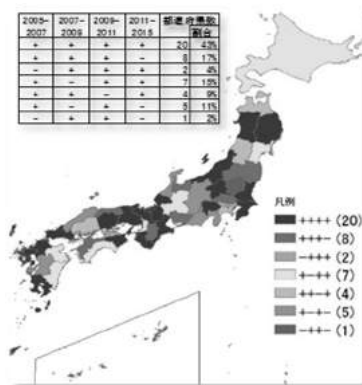 2005-2007 2007-2009 2009-2011 2011-2015 都道府県数 割合
+ + + + 20 43%
+ + + - 8 17%
- + + + 2 4%
+ - + + 7 15%
+ + - + 4 9%
+ - + - 5 11%
- + + - 1 2%
凡例
++++ (20)
+++- (8)
-+++ (2)
+-++ (7)
++-+ (4)
+-+- (5)
-++- (1)